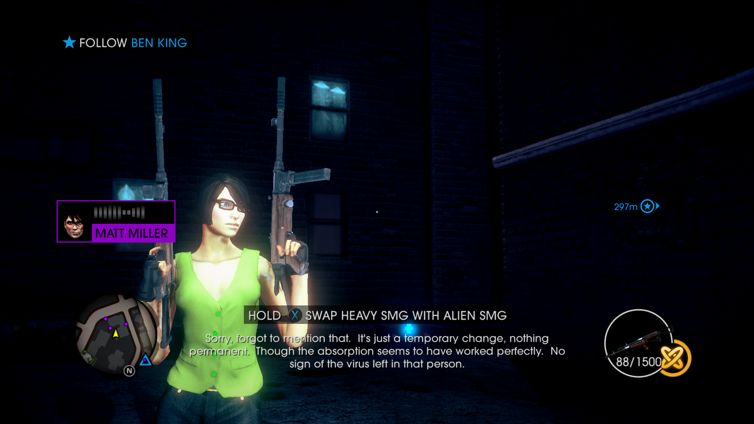 FOLLOW BEN KING
297m
MATT MILLER
HOLD X SWAP HEAVY SMG WITH ALIEN SMG
Sorry, forgot to mention that. It's just a temporary change, nothing
permanent. Though the absorption seems to have worked perfectly. No
sign of the virus left in that person.
88/1500
N